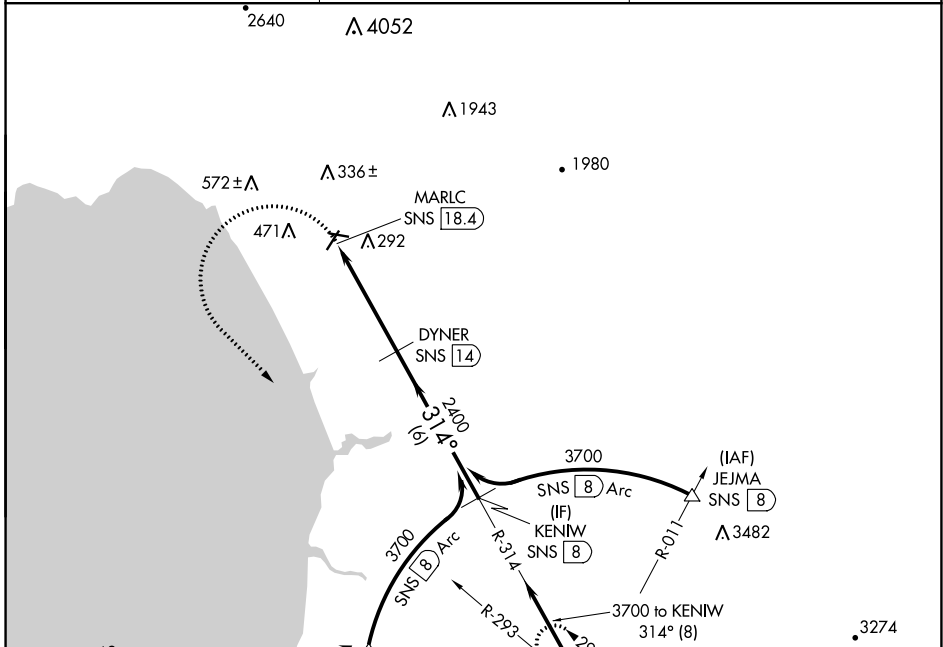 2640
4052
1943
1980
336±
572±
MARLC
SNS 18.4
471
292
DYNER
SNS 14
2400
314°
(6)
3700
SNS 8 Arc
(IAF)
JEJMA
SNS 8
(IF)
KENIW
SNS 8
3482
R-011
R-314
3700
SNS 8 Arc
R-293
3700 to KENIW
314° (8)
3274